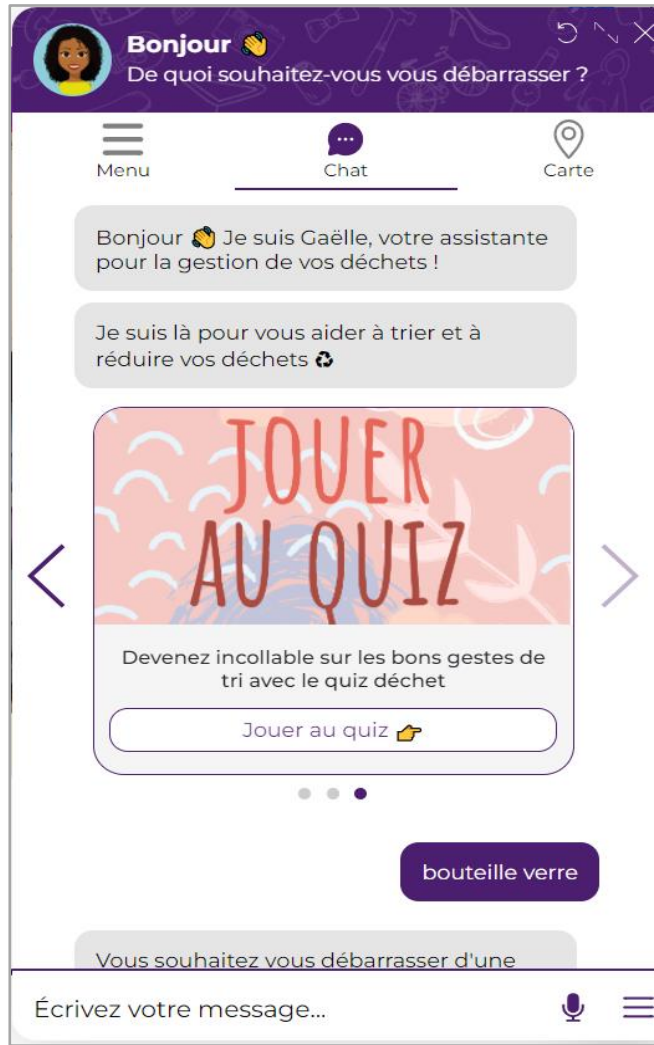 Bonjour 👋
De quoi souhaitez-vous vous débarrasser ?
Menu
Chat
Carte
Bonjour 👋 Je suis Gaëlle, votre assistante
pour la gestion de vos déchets !
Je suis là pour vous aider à trier et à
réduire vos déchets ♻
JOUER
AU QUIZ
Devenez incollable sur les bons gestes de
tri avec le quiz déchet
Jouer au quiz 👉
bouteille verre
Vous souhaitez vous débarrasser d'une
Écrivez votre message...